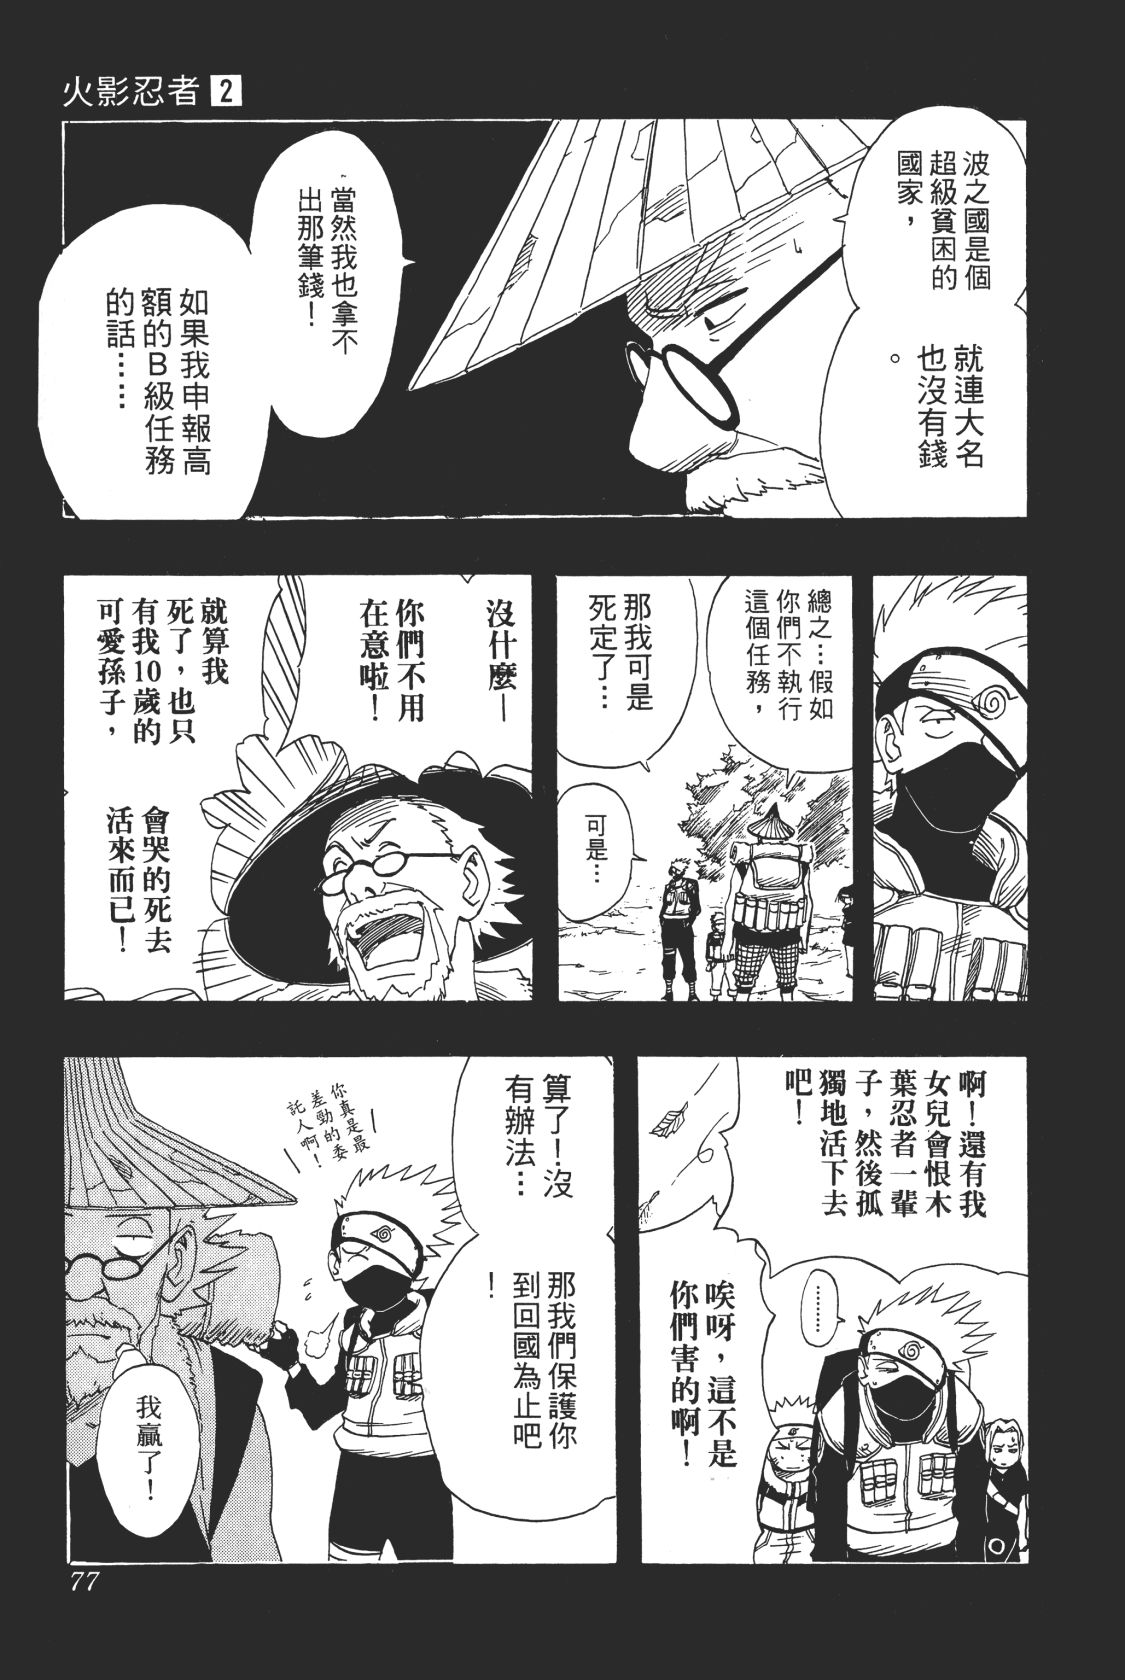 火影忍者 2
波之國是個
超級貧困的
國家，
就連大名
也沒有錢
。
當然我也拿不
出那筆錢！
如果我申報高
額的B級任務
的話……
總之…假如
你們不執行
這個任務，
那我可是
死定了…
可是…
沒什麼—
你們不用
在意啦！
就算我
死了，也只
有我10歲的
可愛孫子，
會哭的死去
活來而已！
啊！還有我
女兒會恨木
葉忍者一輩
子，然後孤
獨地活下去
吧！
唉呀，這不是
你們害的啊！
………
算了！沒
有辦法…
那我們保護你
到回國為止吧
！
你真是最
差勁的委
託人啊！
我贏了！
77